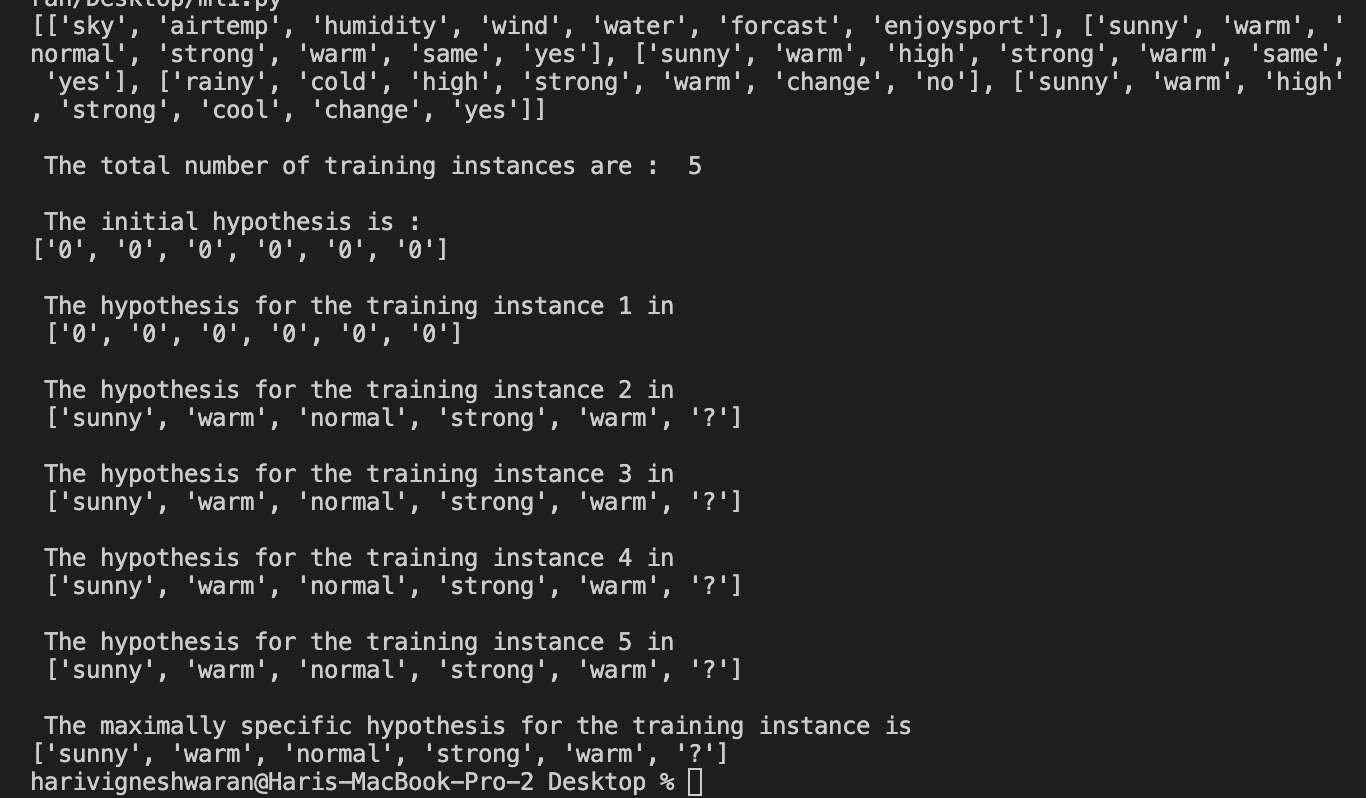 ran/Desktop/ml1.py
[['sky', 'airtemp', 'humidity', 'wind', 'water', 'forcast', 'enjoysport'], ['sunny', 'warm', '
normal', 'strong', 'warm', 'same', 'yes'], ['sunny', 'warm', 'high', 'strong', 'warm', 'same',
'yes'], ['rainy', 'cold', 'high', 'strong', 'warm', 'change', 'no'], ['sunny', 'warm', 'high'
, 'strong', 'cool', 'change', 'yes']]
The total number of training instances are :  5
The initial hypothesis is :
['0', '0', '0', '0', '0', '0']
The hypothesis for the training instance 1 in
['0', '0', '0', '0', '0', '0']
The hypothesis for the training instance 2 in
['sunny', 'warm', 'normal', 'strong', 'warm', '?']
The hypothesis for the training instance 3 in
['sunny', 'warm', 'normal', 'strong', 'warm', '?']
The hypothesis for the training instance 4 in
['sunny', 'warm', 'normal', 'strong', 'warm', '?']
The hypothesis for the training instance 5 in
['sunny', 'warm', 'normal', 'strong', 'warm', '?']
The maximally specific hypothesis for the training instance is
['sunny', 'warm', 'normal', 'strong', 'warm', '?']
harivigneshwaran@Haris-MacBook-Pro-2 Desktop %